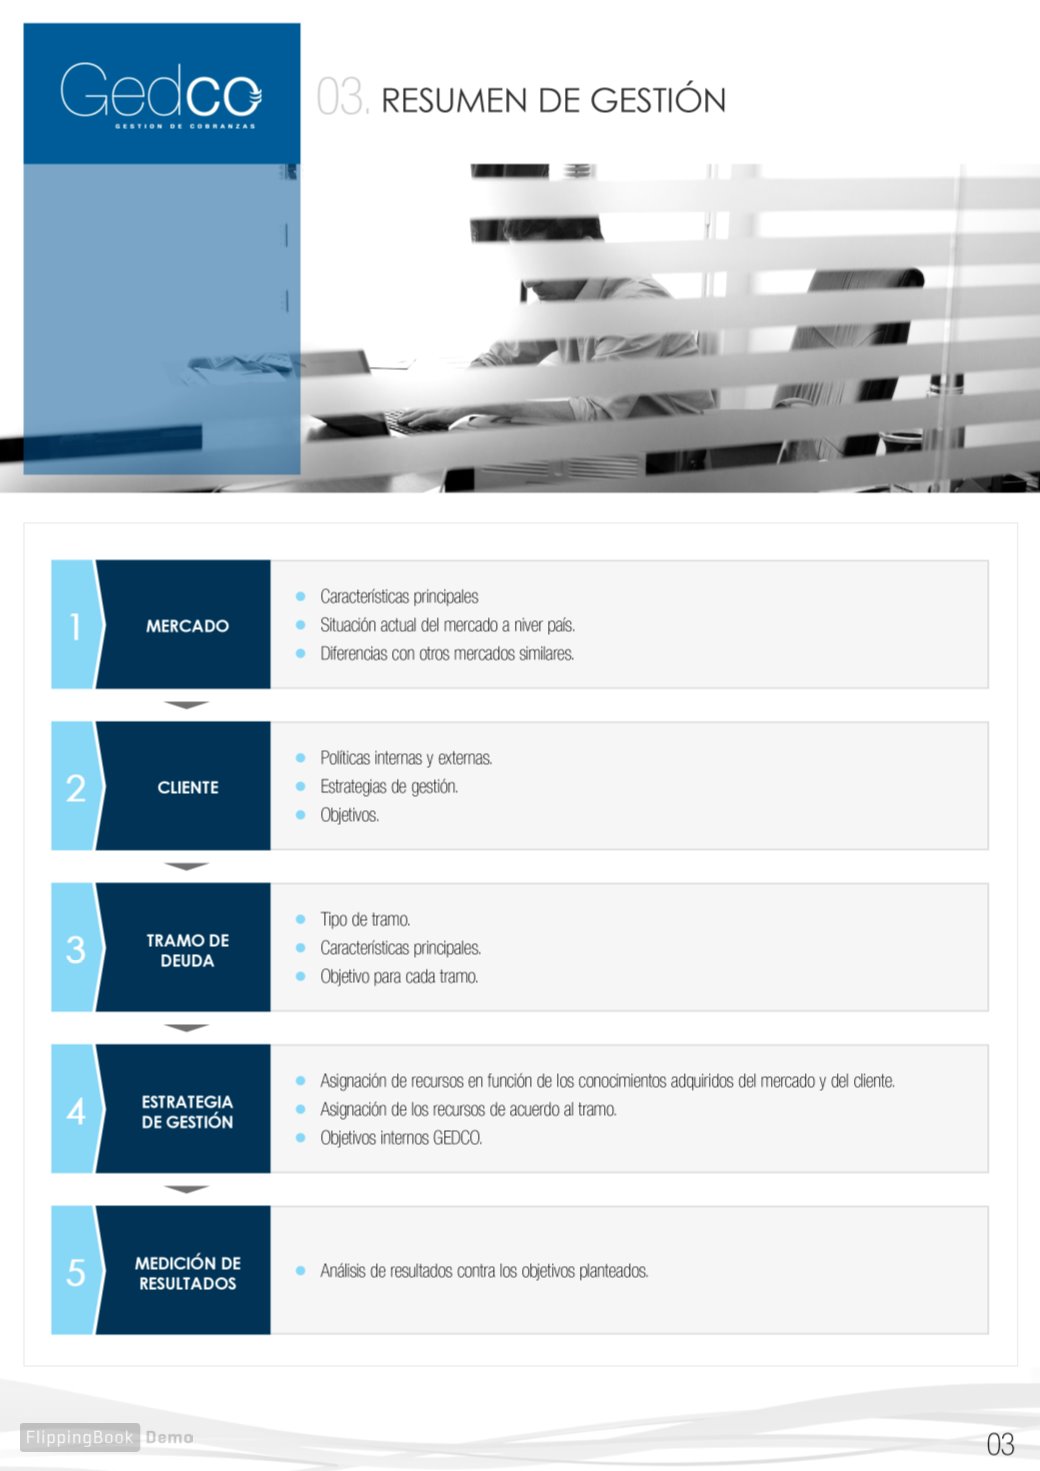 Gedco
GESTION DE COBRANZAS
03. RESUMEN DE GESTIÓN
1
MERCADO
Características principales
Situación actual del mercado a niver país.
Diferencias con otros mercados similares.
2
CLIENTE
Políticas internas y externas.
Estrategias de gestión.
Objetivos.
3
TRAMO DE
DEUDA
Tipo de tramo.
Características principales.
Objetivo para cada tramo.
4
ESTRATEGIA
DE GESTIÓN
Asignación de recursos en función de los conocimientos adquiridos del mercado y del cliente.
Asignación de los recursos de acuerdo al tramo.
Objetivos internos GEDCO.
5
MEDICIÓN DE
RESULTADOS
Análisis de resultados contra los objetivos planteados.
FlippingBook Demo
03